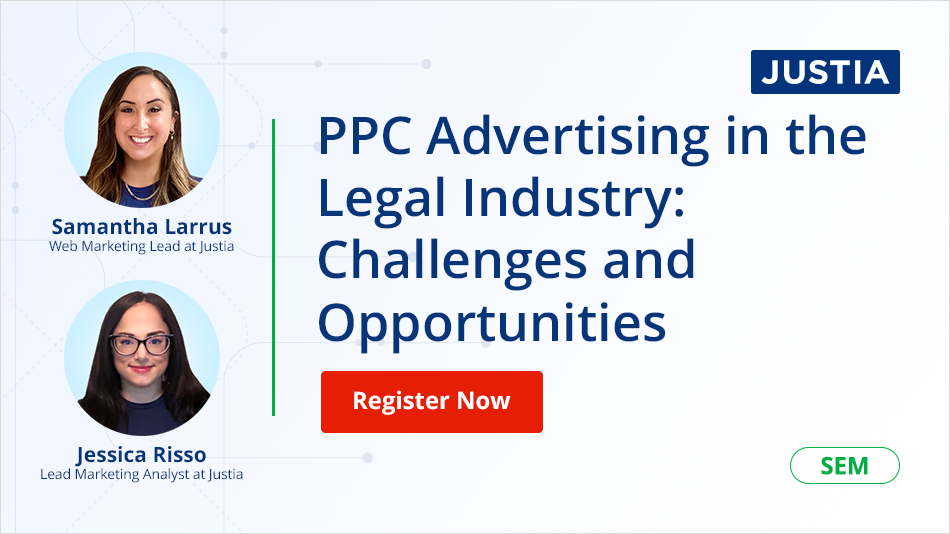 JUSTIA
PPC Advertising in the
Legal Industry:
Challenges and
Opportunities
Register Now
Samantha Larrus
Web Marketing Lead at Justia
Jessica Risso
Lead Marketing Analyst at Justia
SEM